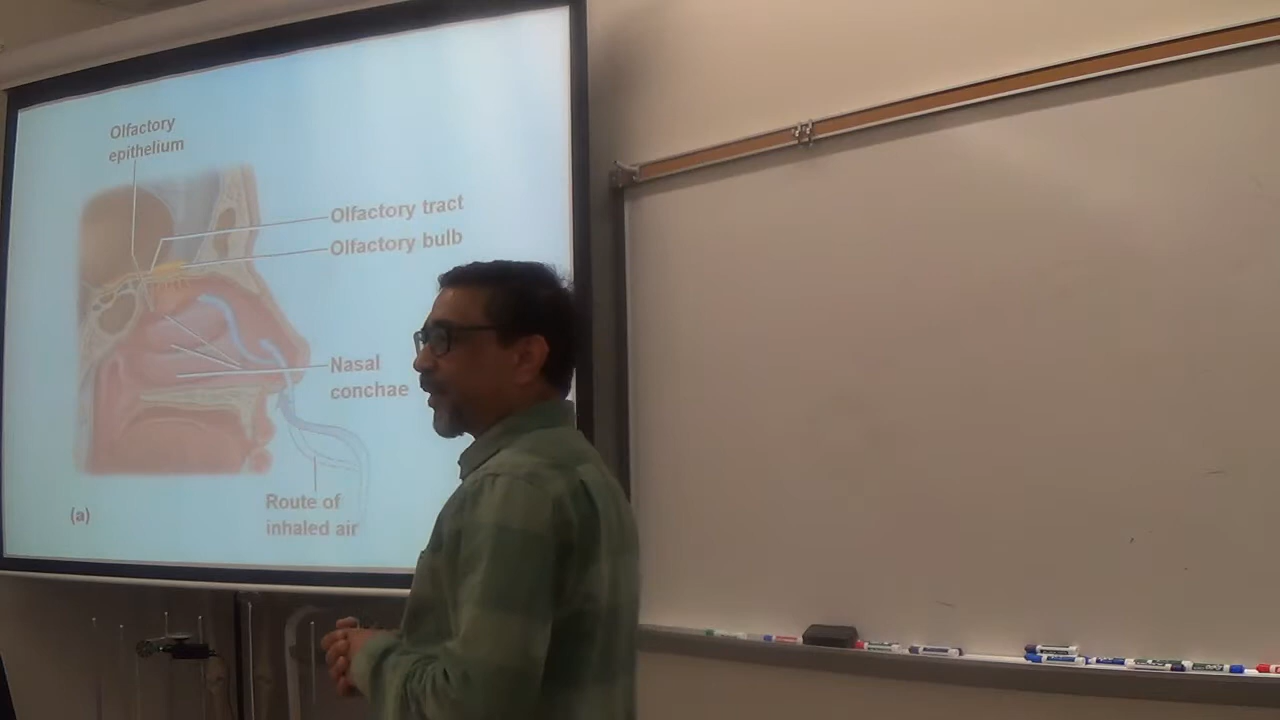 Olfactory
epithelium
Olfactory tract
Olfactory bulb
Nasal
conchae
Route of
inhaled air
(a)